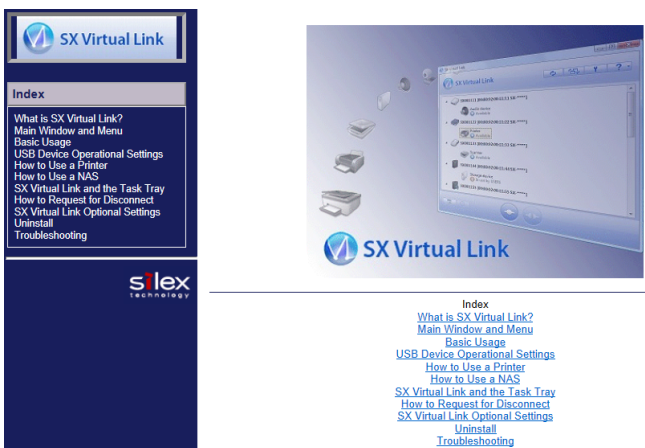 SX Virtual Link
Index
What is SX Virtual Link?
Main Window and Menu
Basic Usage
USB Device Operational Settings
How to Use a Printer
How to Use a NAS
SX Virtual Link and the Task Tray
How to Request for Disconnect
SX Virtual Link Optional Settings
Uninstall
Troubleshooting
silex
technology
SX Virtual Link
Printer
SX Virtual Link
Index
What is SX Virtual Link?
Main Window and Menu
Basic Usage
USB Device Operational Settings
How to Use a Printer
How to Use a NAS
SX Virtual Link and the Task Tray
How to Request for Disconnect
SX Virtual Link Optional Settings
Uninstall
Troubleshooting